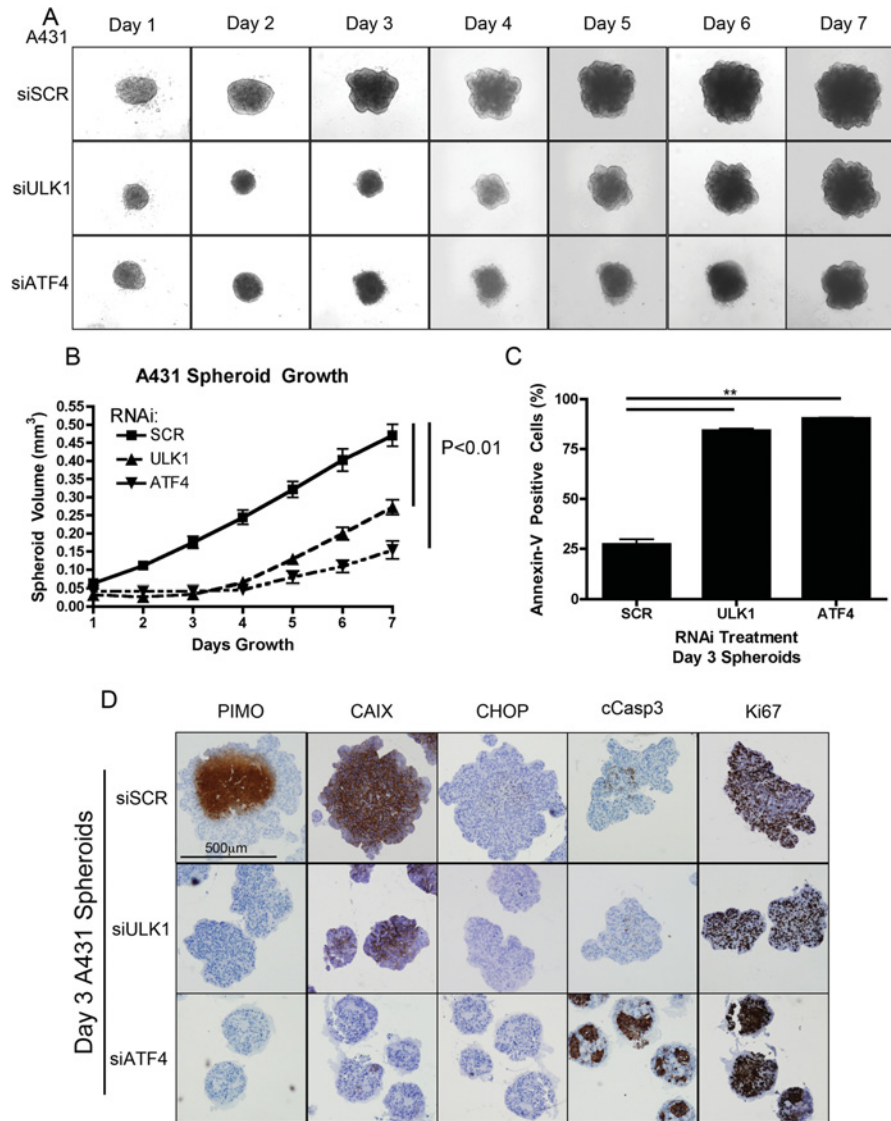 A
A431
Day 1 Day 2 Day 3 Day 4 Day 5 Day 6 Day 7
siSCR
siULK1
siATF4
B
A431 Spheroid Growth
RNAi:
SCR
ULK1
ATF4
P<0.01
Spheroid Volume (mm³)
0.55
0.50
0.45
0.40
0.35
0.30
0.25
0.20
0.15
0.10
0.05
0.00
1 2 3 4 5 6 7
Days Growth
C
**
Annexin-V Positive Cells (%)
100
75
50
25
0
SCR ULK1 ATF4
RNAi Treatment
Day 3 Spheroids
D
PIMO CAIX CHOP cCasp3 Ki67
Day 3 A431 Spheroids
siSCR
500µm
siULK1
siATF4